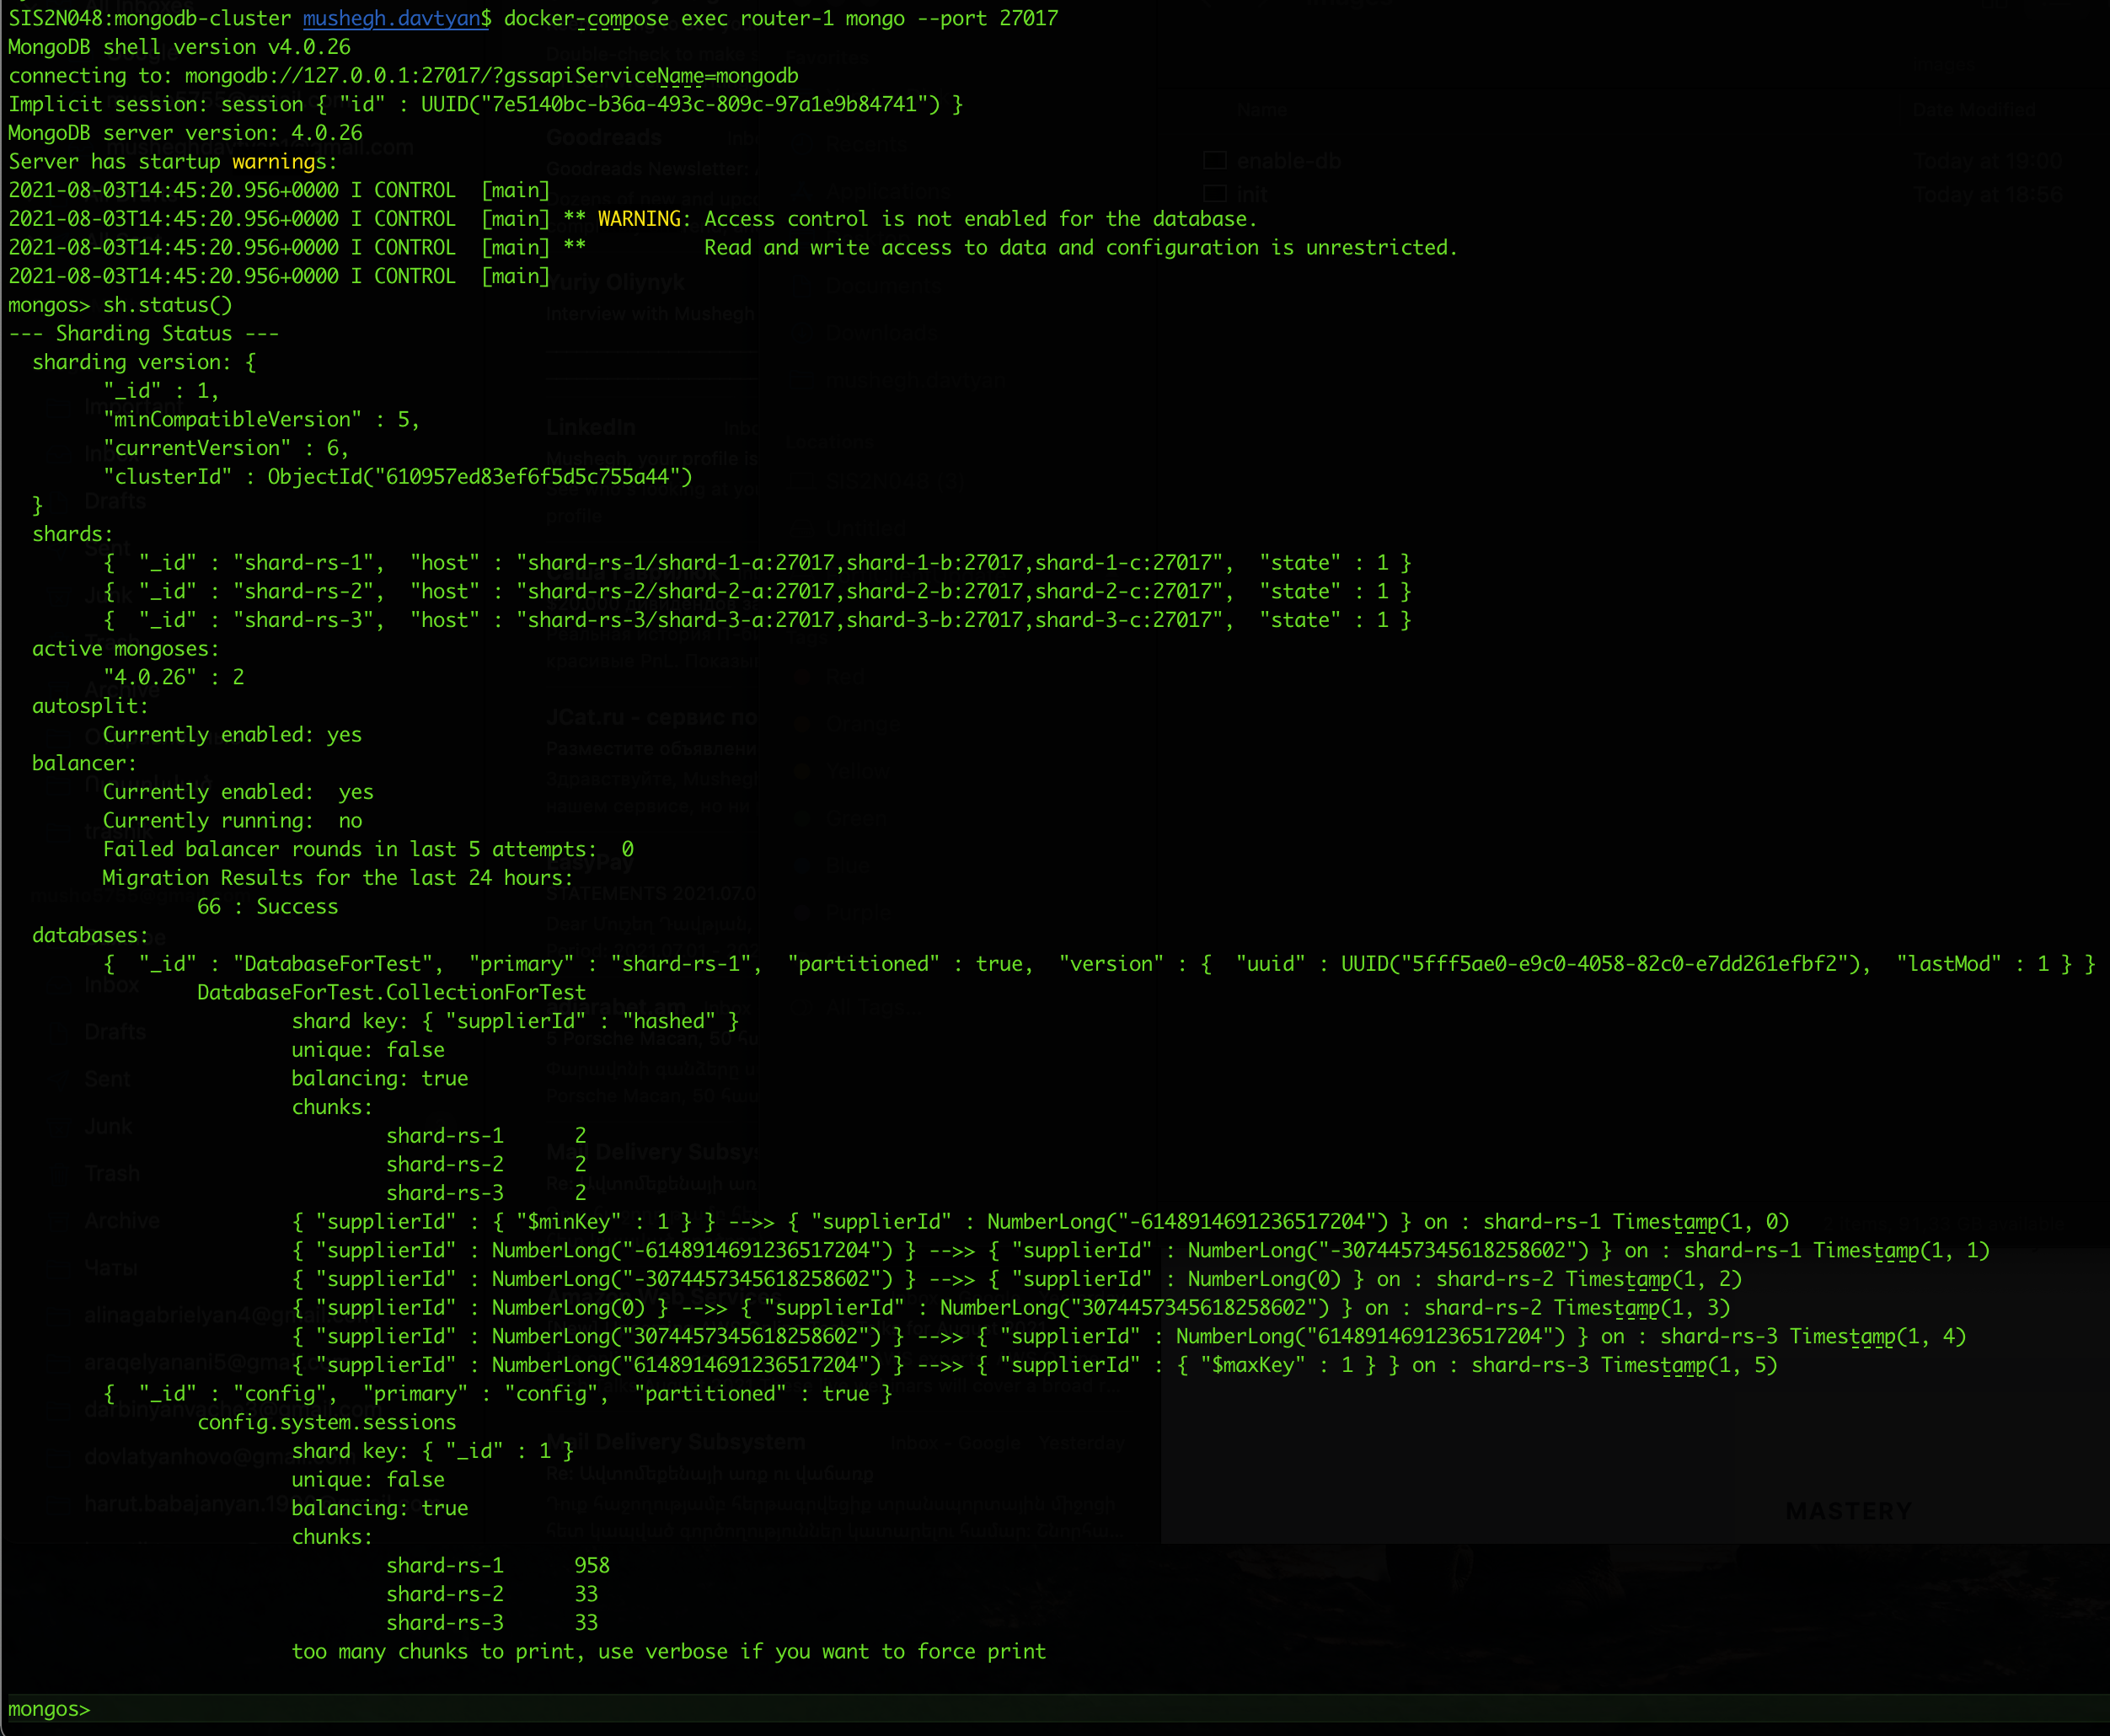 SIS2N048:mongodb-cluster mushegh.davtyan$ docker-compose exec router-1 mongo --port 27017
MongoDB shell version v4.0.26
connecting to: mongodb://127.0.0.1:27017/?gssapiServiceName=mongodb
Implicit session: session { "id" : UUID("7e5140bc-b36a-493c-809c-97a1e9b84741") }
MongoDB server version: 4.0.26
Server has startup warnings:
2021-08-03T14:45:20.956+0000 I CONTROL  [main]
2021-08-03T14:45:20.956+0000 I CONTROL  [main] ** WARNING: Access control is not enabled for the database.
2021-08-03T14:45:20.956+0000 I CONTROL  [main] **          Read and write access to data and configuration is unrestricted.
2021-08-03T14:45:20.956+0000 I CONTROL  [main]
mongos> sh.status()
--- Sharding Status ---
  sharding version: {
        "_id" : 1,
        "minCompatibleVersion" : 5,
        "currentVersion" : 6,
        "clusterId" : ObjectId("610957ed83ef6f5d5c755a44")
  }
  shards:
        {  "_id" : "shard-rs-1",  "host" : "shard-rs-1/shard-1-a:27017,shard-1-b:27017,shard-1-c:27017",  "state" : 1 }
        {  "_id" : "shard-rs-2",  "host" : "shard-rs-2/shard-2-a:27017,shard-2-b:27017,shard-2-c:27017",  "state" : 1 }
        {  "_id" : "shard-rs-3",  "host" : "shard-rs-3/shard-3-a:27017,shard-3-b:27017,shard-3-c:27017",  "state" : 1 }
  active mongoses:
        "4.0.26" : 2
  autosplit:
        Currently enabled: yes
  balancer:
        Currently enabled:  yes
        Currently running:  no
        Failed balancer rounds in last 5 attempts:  0
        Migration Results for the last 24 hours:
                66 : Success
  databases:
        {  "_id" : "DatabaseForTest",  "primary" : "shard-rs-1",  "partitioned" : true,  "version" : {  "uuid" : UUID("5fff5ae0-e9c0-4058-82c0-e7dd261efbf2"),  "lastMod" : 1 } }
                DatabaseForTest.CollectionForTest
                        shard key: { "supplierId" : "hashed" }
                        unique: false
                        balancing: true
                        chunks:
                                shard-rs-1      2
                                shard-rs-2      2
                                shard-rs-3      2
                        { "supplierId" : { "$minKey" : 1 } } -->> { "supplierId" : NumberLong("-6148914691236517204") } on : shard-rs-1 Timestamp(1, 0)
                        { "supplierId" : NumberLong("-6148914691236517204") } -->> { "supplierId" : NumberLong("-3074457345618258602") } on : shard-rs-1 Timestamp(1, 1)
                        { "supplierId" : NumberLong("-3074457345618258602") } -->> { "supplierId" : NumberLong(0) } on : shard-rs-2 Timestamp(1, 2)
                        { "supplierId" : NumberLong(0) } -->> { "supplierId" : NumberLong("3074457345618258602") } on : shard-rs-2 Timestamp(1, 3)
                        { "supplierId" : NumberLong("3074457345618258602") } -->> { "supplierId" : NumberLong("6148914691236517204") } on : shard-rs-3 Timestamp(1, 4)
                        { "supplierId" : NumberLong("6148914691236517204") } -->> { "supplierId" : { "$maxKey" : 1 } } on : shard-rs-3 Timestamp(1, 5)
        {  "_id" : "config",  "primary" : "config",  "partitioned" : true }
                config.system.sessions
                        shard key: { "_id" : 1 }
                        unique: false
                        balancing: true
                        chunks:
                                shard-rs-1      958
                                shard-rs-2      33
                                shard-rs-3      33
                        too many chunks to print, use verbose if you want to force print
mongos>
MASTERY